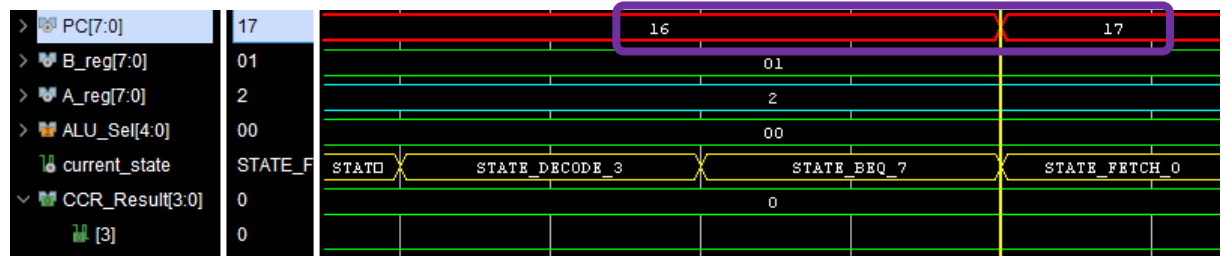 PC[7:0] 17 16 17
B_reg[7:0] 01 01
A_reg[7:0] 2 2
ALU_Sel[4:0] 00 00
current_state STATE_F STAT STATE_DECODE_3 STATE_BEQ_7 STATE_FETCH_0
CCR_Result[3:0] 0 0
[3] 0